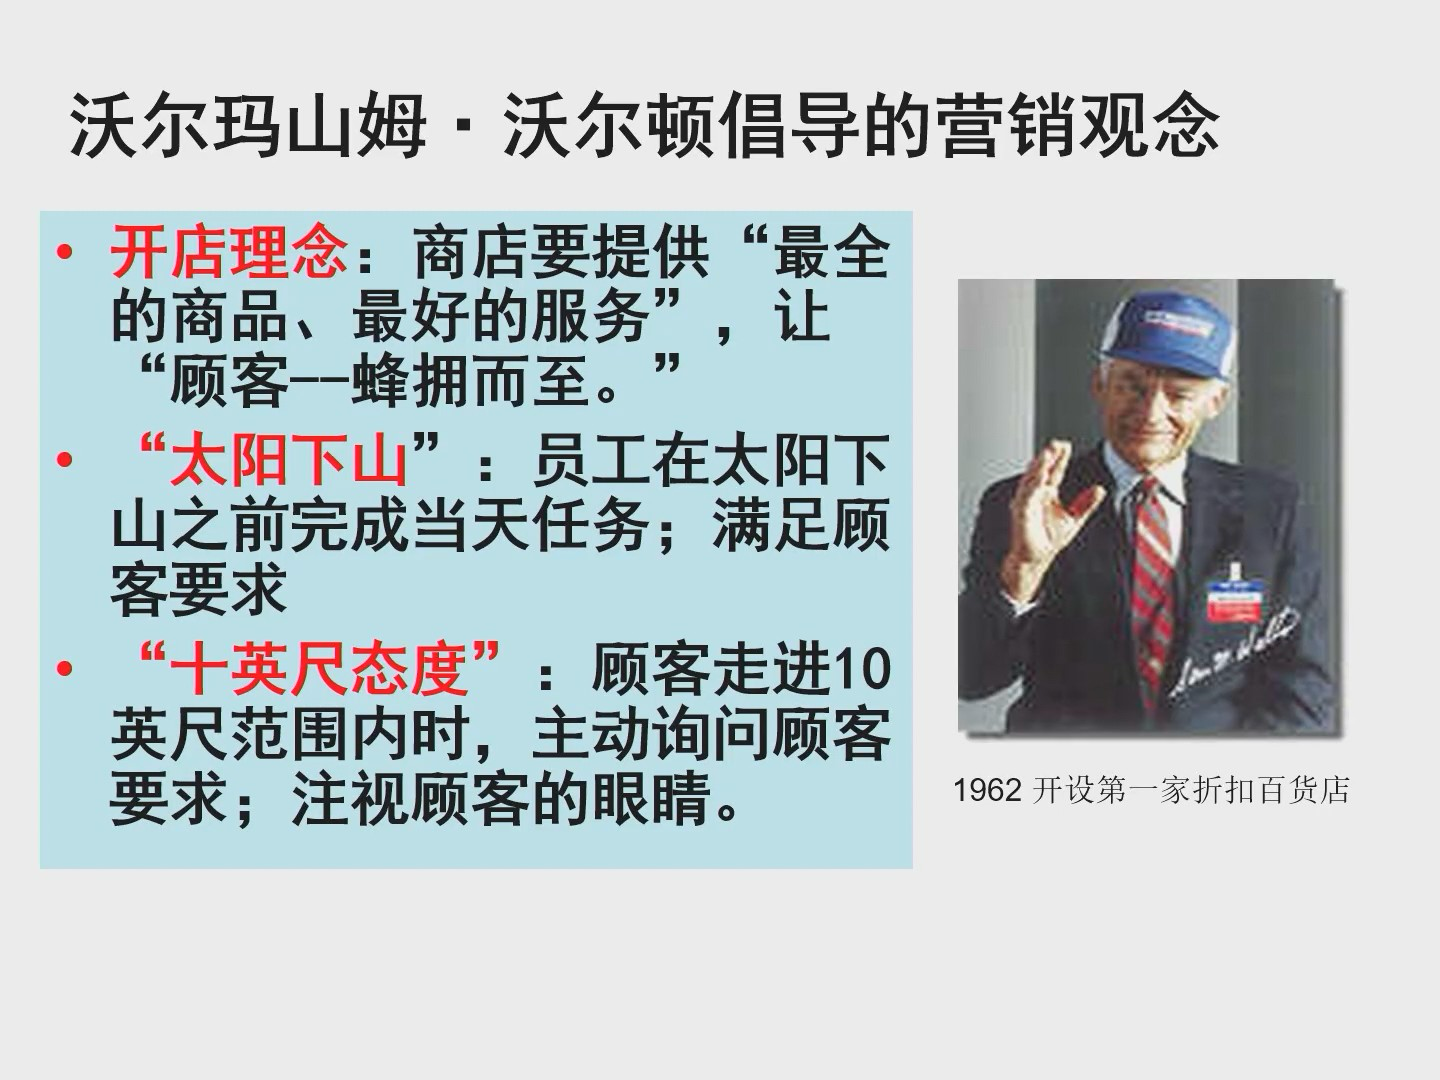 沃尔玛山姆·沃尔顿倡导的营销观念
• 开店理念：商店要提供“最全
的商品、最好的服务”，让
“顾客--蜂拥而至。”
• “太阳下山”：员工在太阳下
山之前完成当天任务；满足顾
客要求
• “十英尺态度”：顾客走进10
英尺范围内时，主动询问顾客
要求；注视顾客的眼睛。
1962 开设第一家折扣百货店